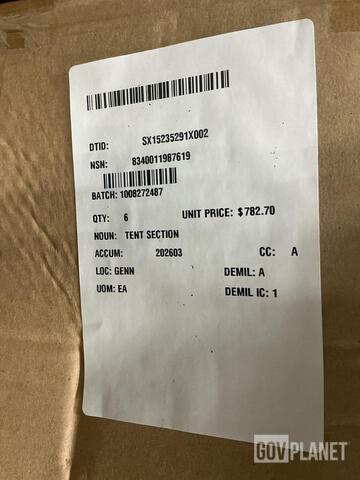 DTID: SX15235291X002
NSN: 8340011987619
BATCH: 1008272487
QTY: 6 UNIT PRICE: $782.70
NOUN: TENT SECTION
ACCUM: 202603 CC: A
LOC: GENN DEMIL: A
UOM: EA DEMIL IC: 1
GOVPLANET